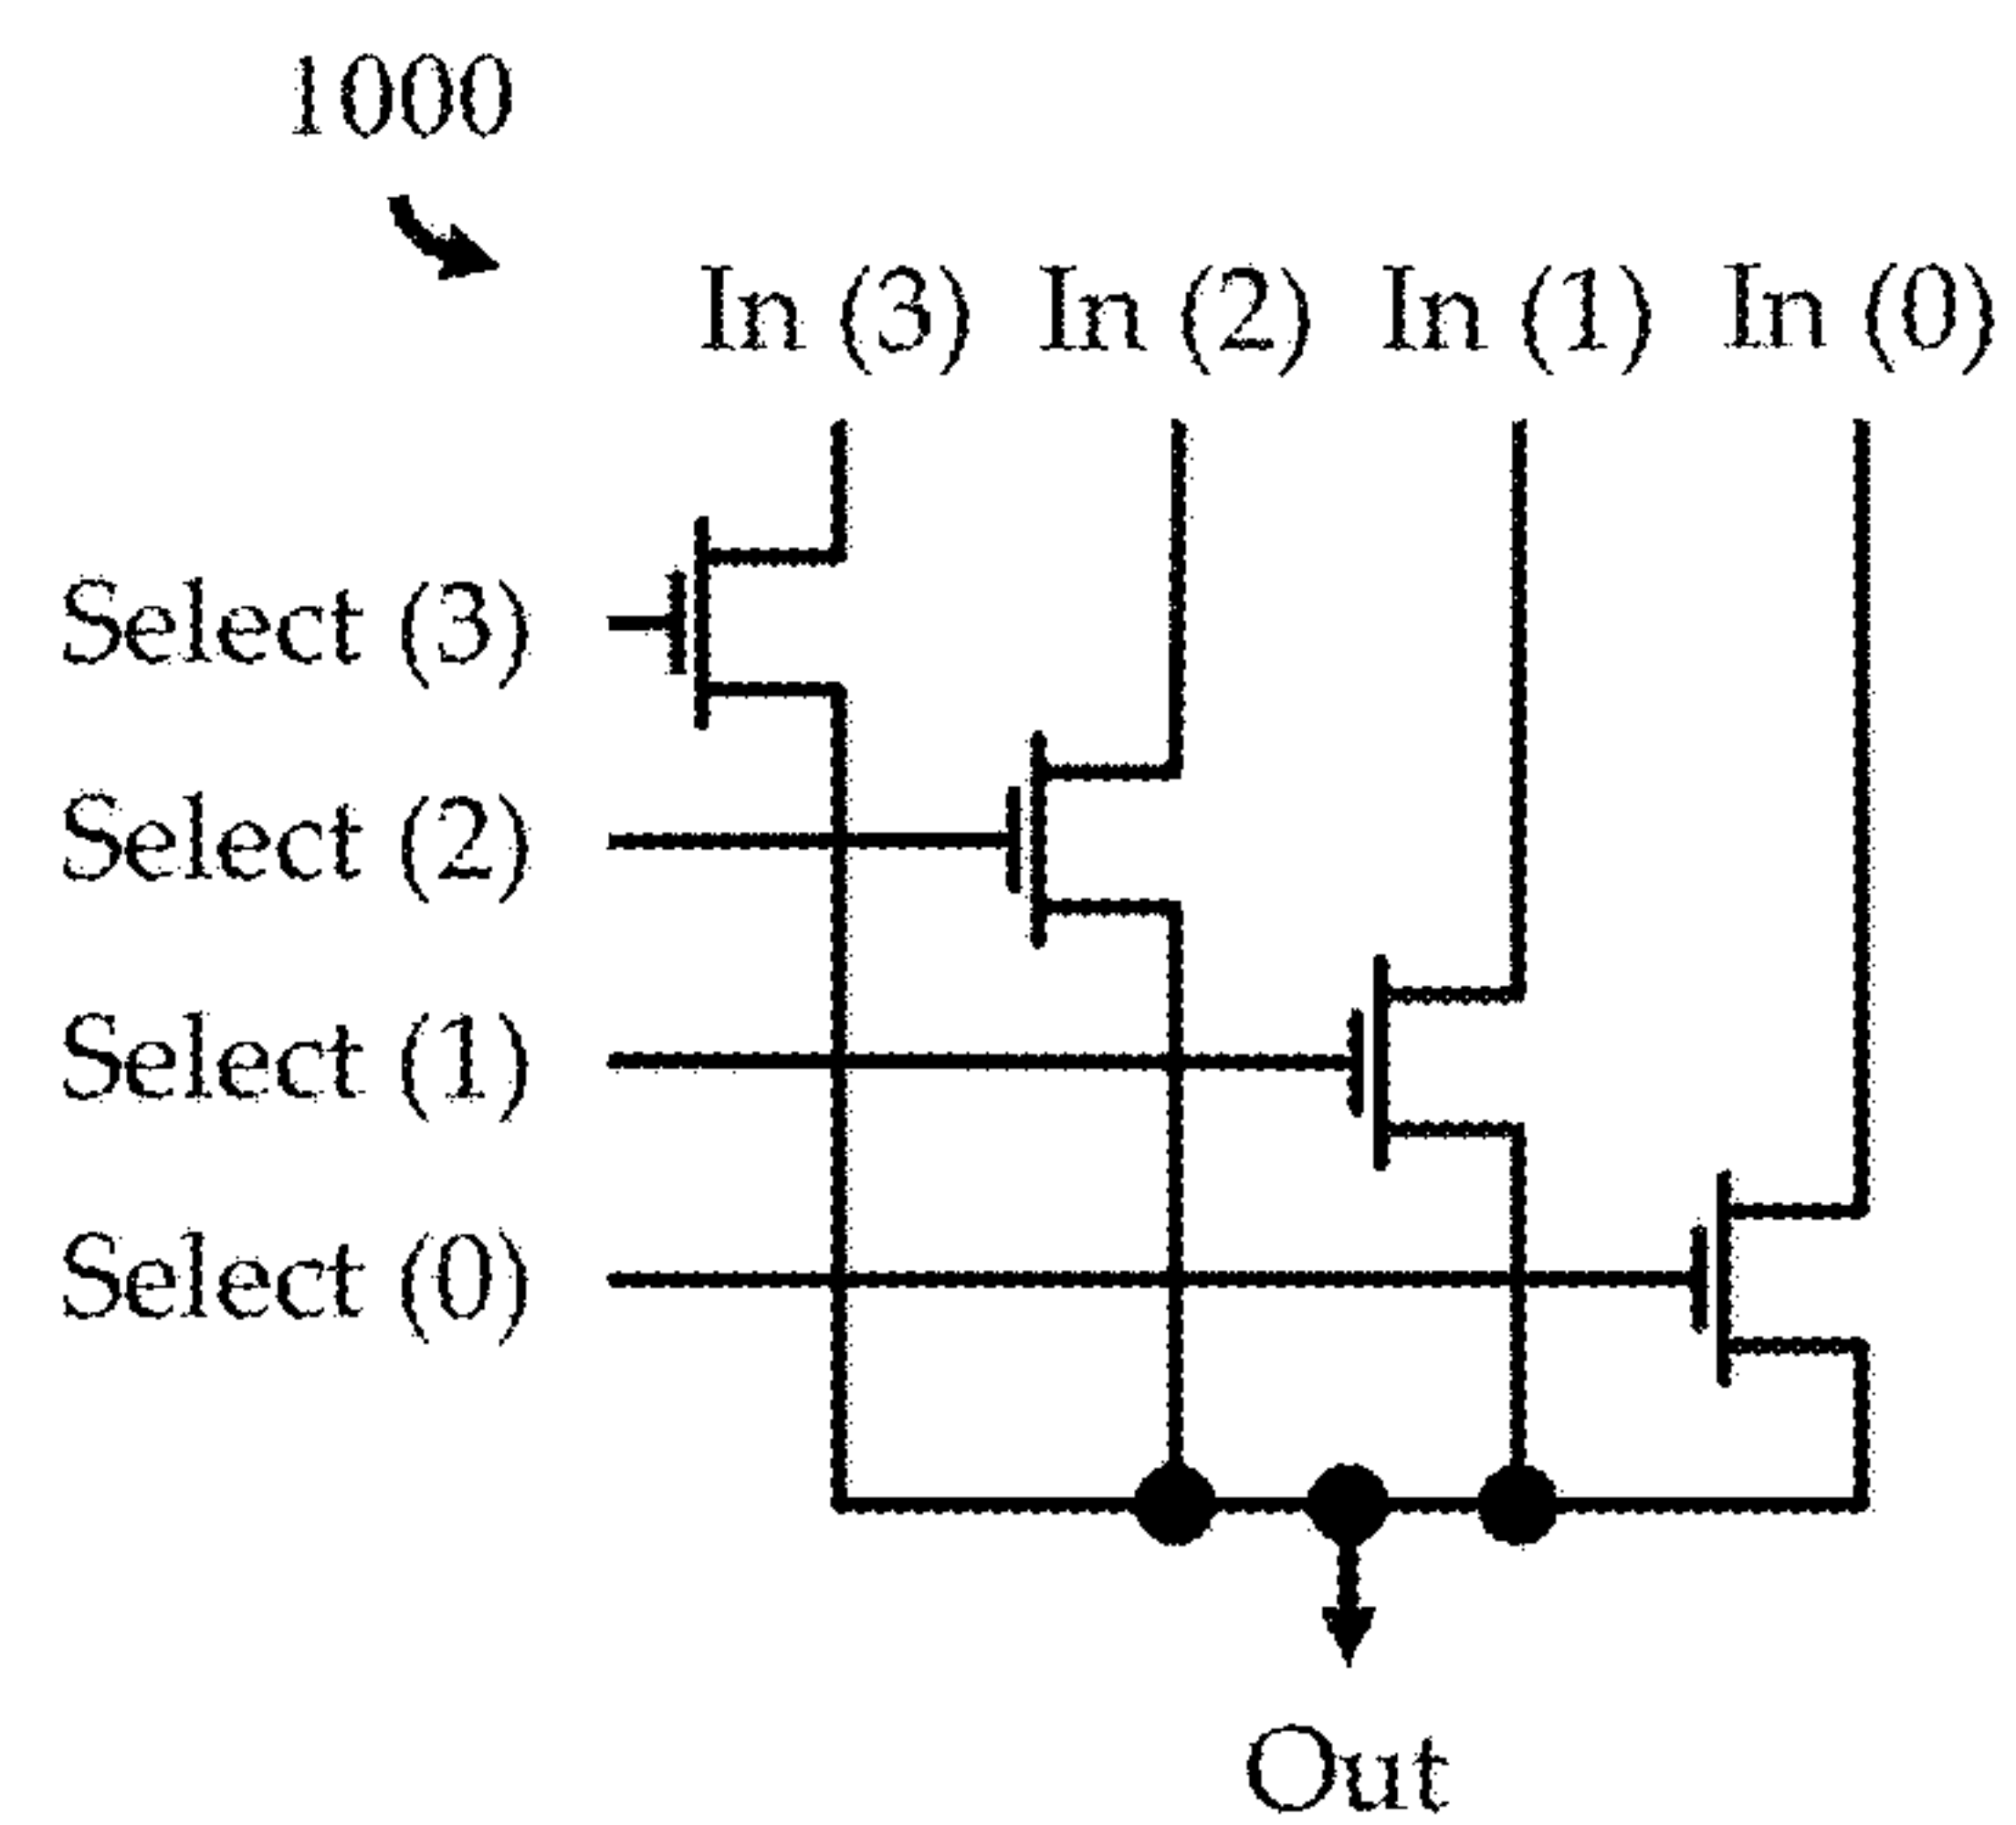 1000
In (3) In (2) In (1) In (0)
Select (3)
Select (2)
Select (1)
Select (0)
Out